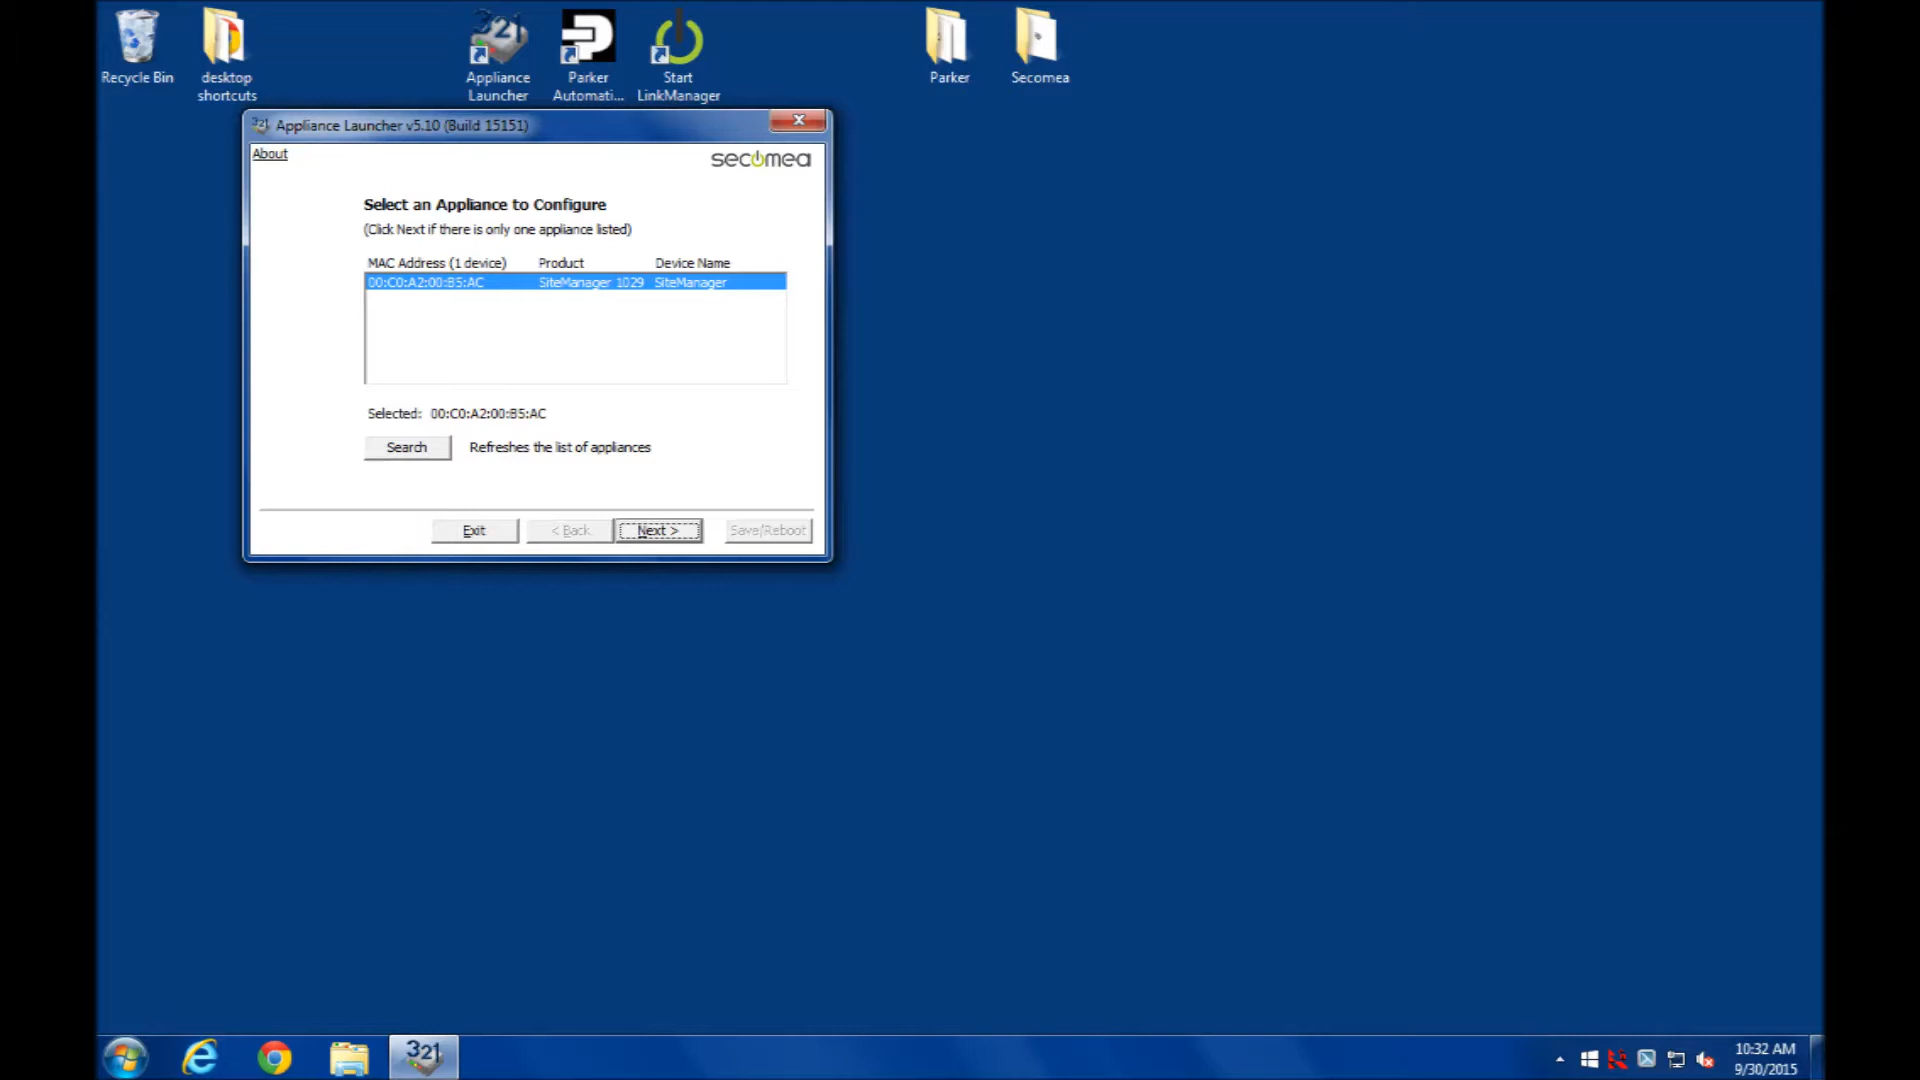 Recycle Bin
desktop
shortcuts
321
Appliance
Launcher
Parker
Automati...
Start
LinkManager
Parker
Secomea
321 Appliance Launcher v5.10 (Build 15151)
About
secomea
Select an Appliance to Configure
(Click Next if there is only one appliance listed)
MAC Address (1 device) Product Device Name
00:C0:A2:00:B5:AC SiteManager 1029 SiteManager
Selected: 00:C0:A2:00:B5:AC
Search Refreshes the list of appliances
Exit < Back Next > Save/Reboot
321
10:32 AM
9/30/2015